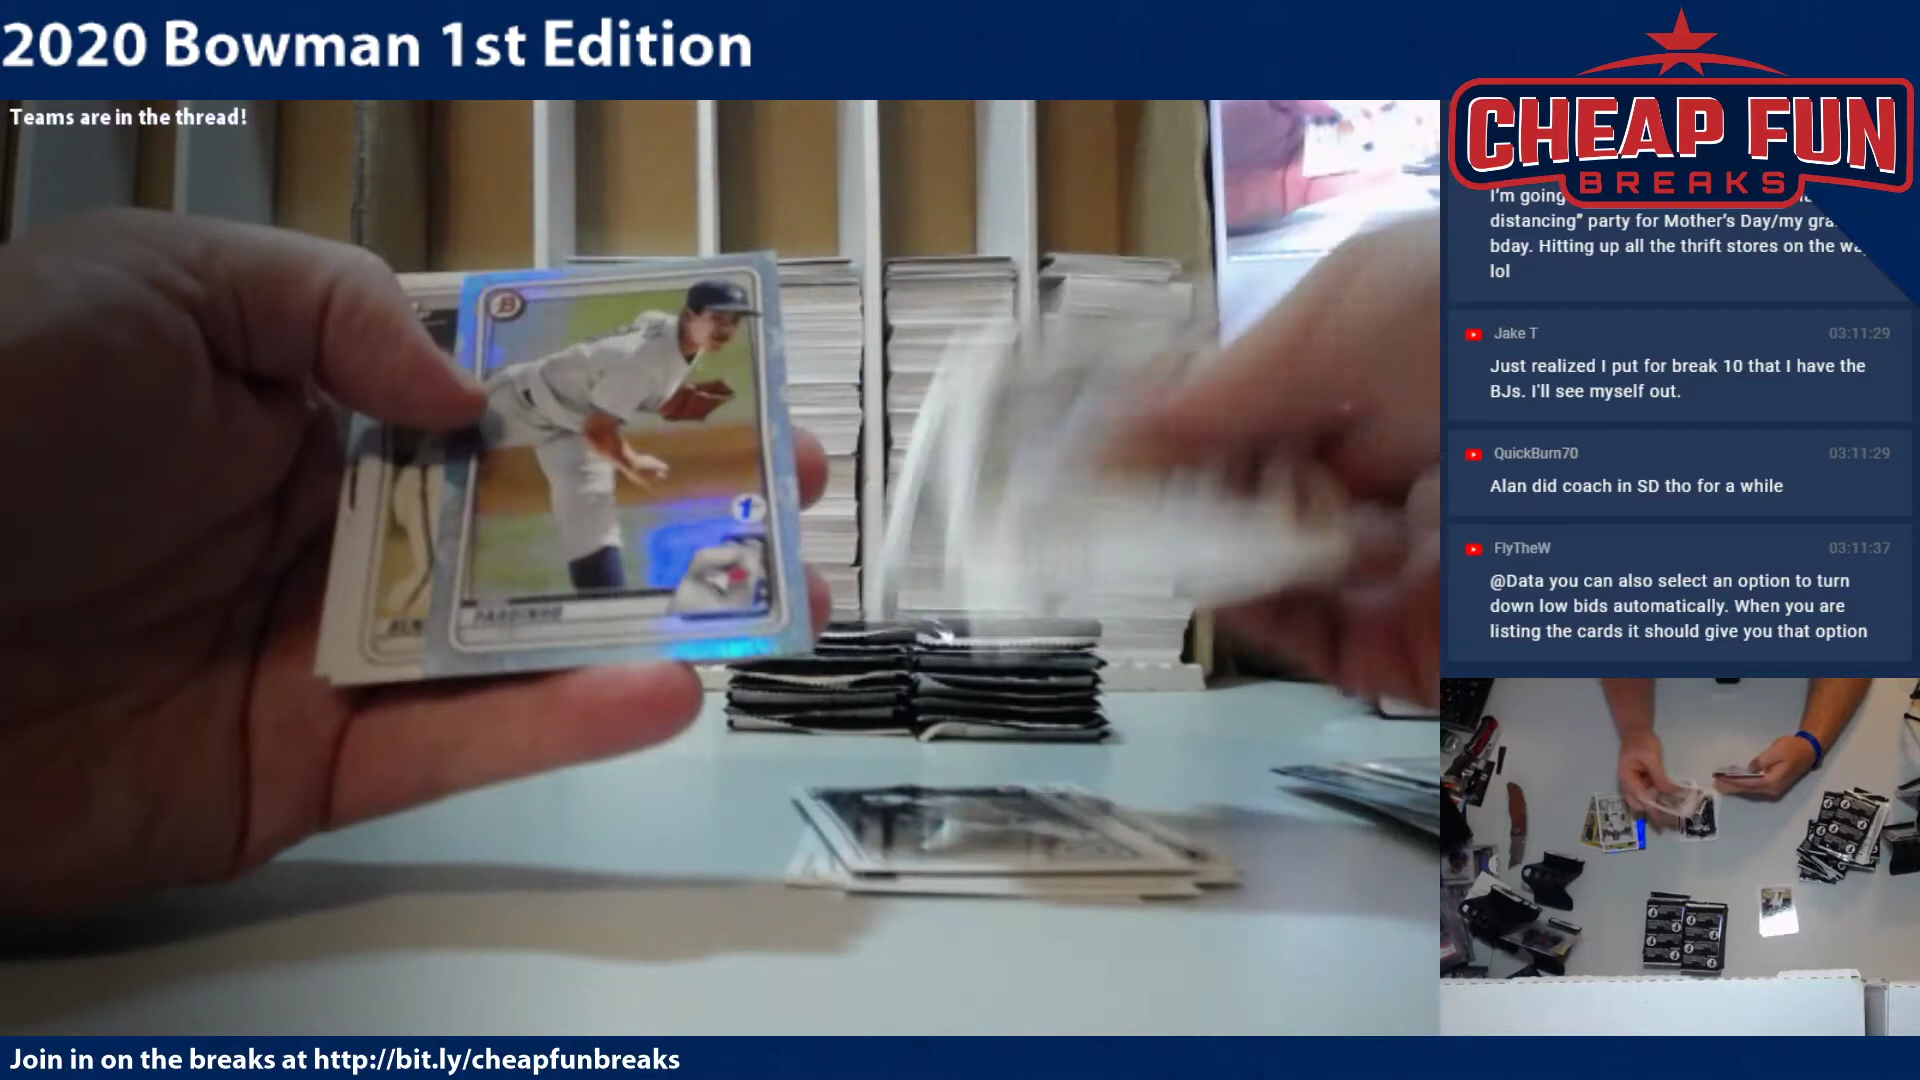 2020 Bowman 1st Edition
Teams are in the thread!
CHEAP FUN
BREAKS
I'm going
distancing" party for Mother's Day/my gra
bday. Hitting up all the thrift stores on the wa
lol
Jake T 03:11:29
Just realized I put for break 10 that I have the
BJs. I'll see myself out.
QuickBurn70 03:11:29
Alan did coach in SD tho for a while
FlyTheW 03:11:37
@Data you can also select an option to turn
down low bids automatically. When you are
listing the cards it should give you that option
B
1
PARDINHO
Join in on the breaks at http://bit.ly/cheapfunbreaks